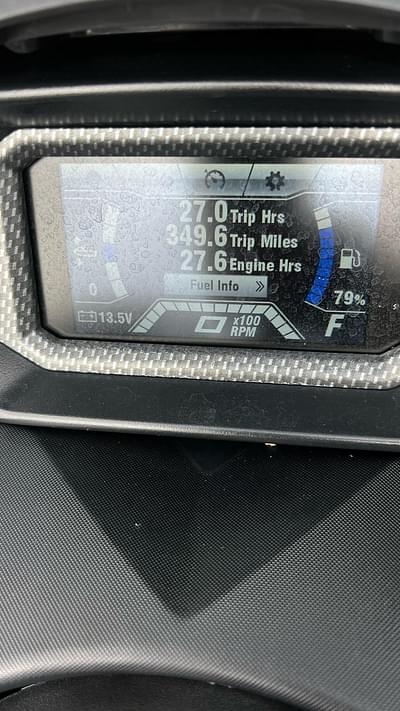 27.0 Trip Hrs
349.6 Trip Miles
27.6 Engine Hrs
Fuel Info
0
79%
13.5V
0 x100
RPM
F